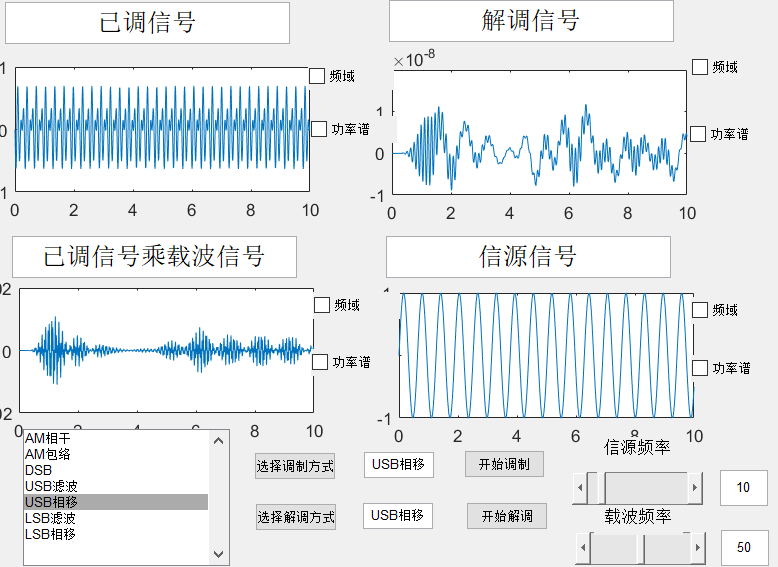 已调信号
解调信号
1
0
1
0 2 4 6 8 10
频域
功率谱
×10⁻⁸
1
0
-1
0 2 4 6 8 10
频域
功率谱
已调信号乘载波信号
信源信号
02
0
02
0 2 4 6 8 10
频域
功率谱
-1
0 2 4 6 8 10
频域
功率谱
AM相干
AM包络
DSB
USB滤波
USB相移
LSB滤波
LSB相移
选择调制方式 USB相移 开始调制
选择解调方式 USB相移 开始解调
信源频率
10
载波频率
50